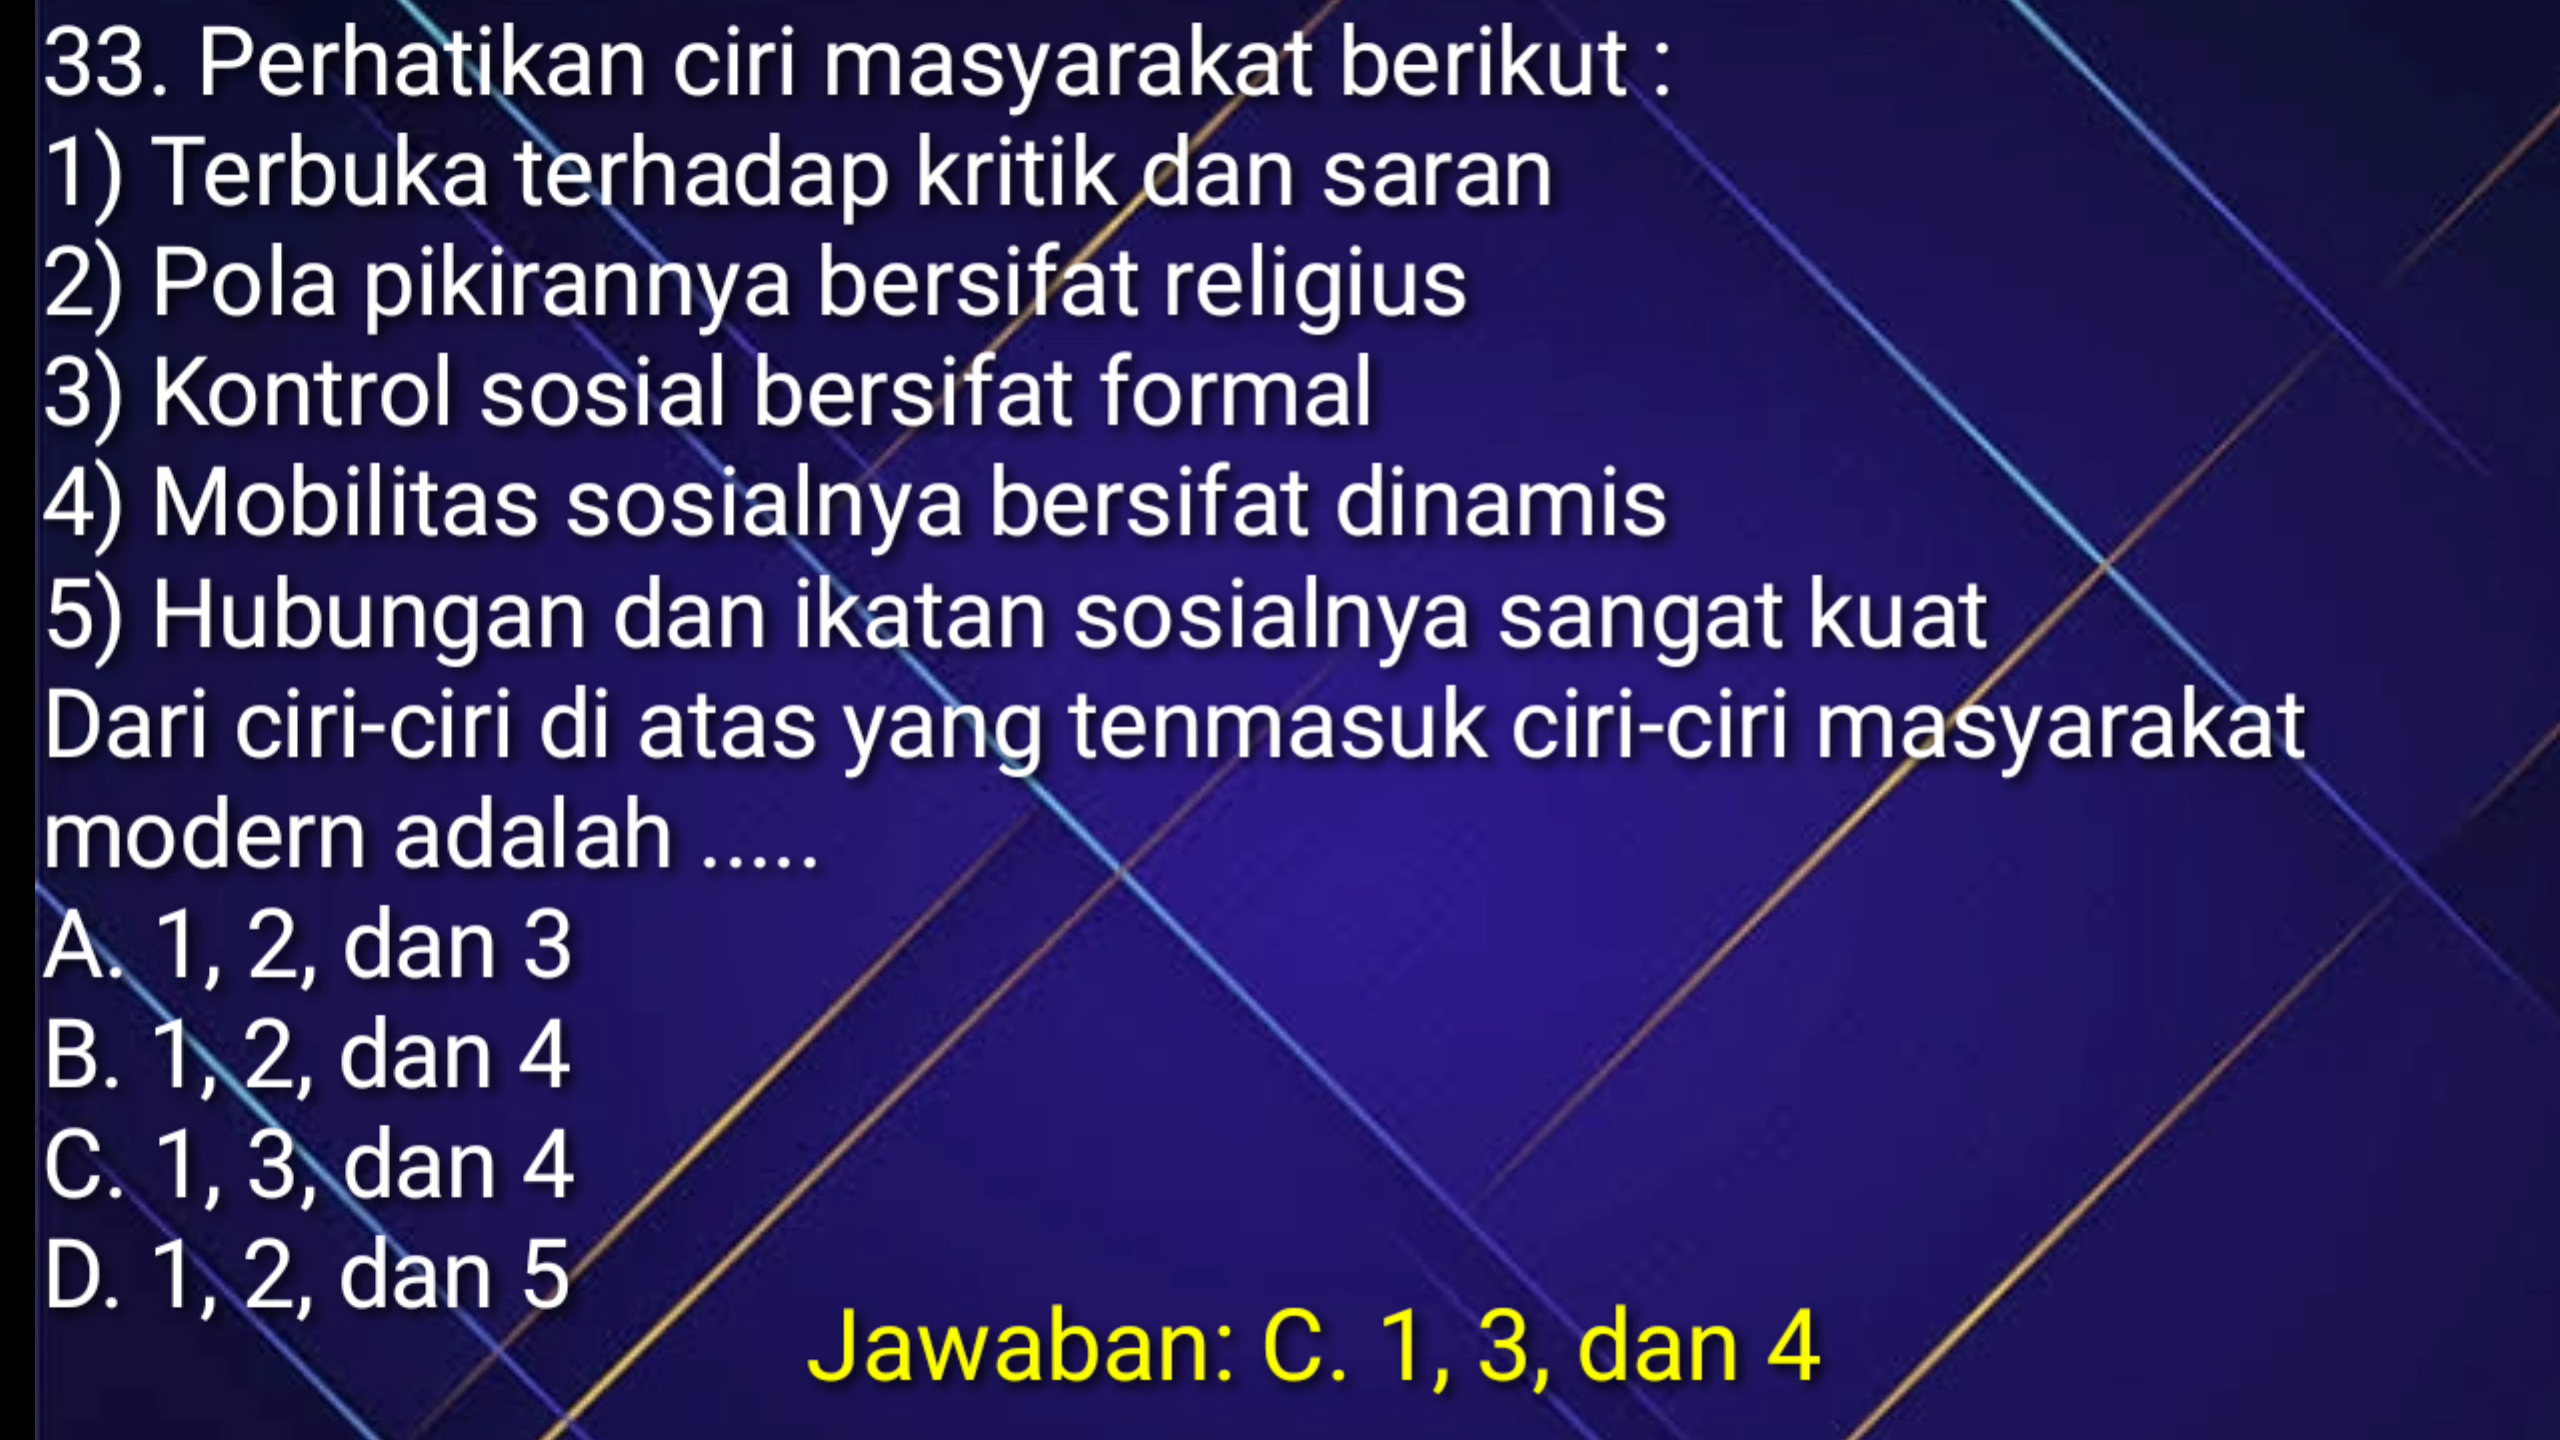 33. Perhatikan ciri masyarakat berikut :
1) Terbuka terhadap kritik dan saran
2) Pola pikirannya bersifat religius
3) Kontrol sosial bersifat formal
4) Mobilitas sosialnya bersifat dinamis
5) Hubungan dan ikatan sosialnya sangat kuat
Dari ciri-ciri di atas yang tenmasuk ciri-ciri masyarakat
modern adalah .....
A. 1, 2, dan 3
B. 1, 2, dan 4
C. 1, 3, dan 4
D. 1, 2, dan 5
Jawaban: C. 1, 3, dan 4